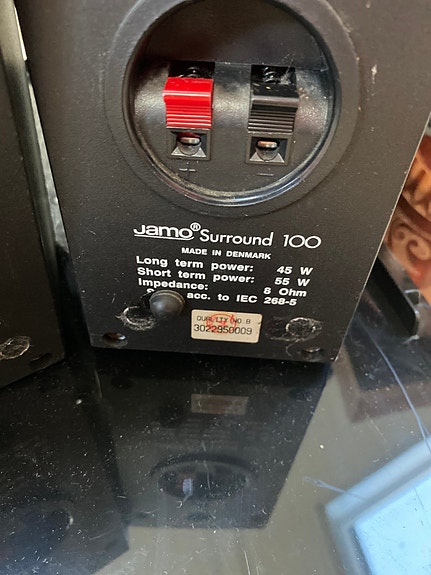 + −
Jamo® Surround 100
MADE IN DENMARK
Long term power: 45 W
Short term power: 55 W
Impedance: 8 Ohm
acc. to IEC 268-5
QUALITY NO. 8
3022950009